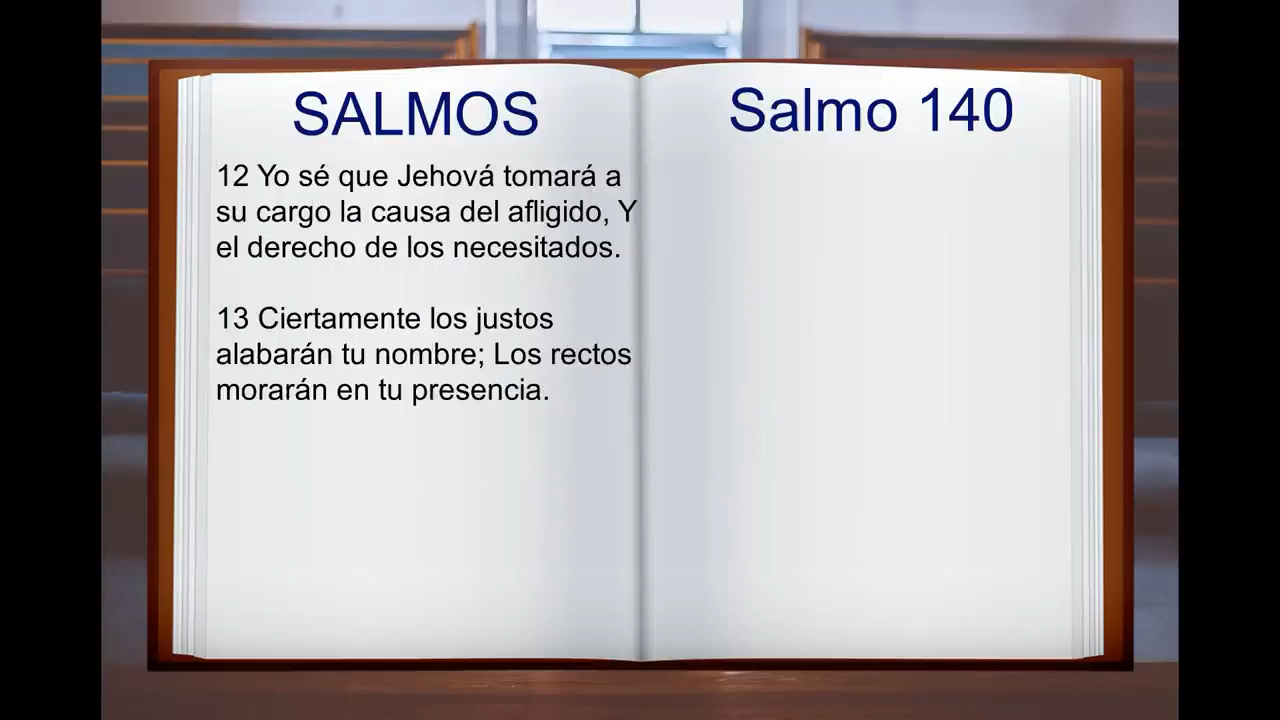 SALMOS
12 Yo sé que Jehová tomará a
su cargo la causa del afligido, Y
el derecho de los necesitados.
13 Ciertamente los justos
alabarán tu nombre; Los rectos
morarán en tu presencia.
Salmo 140